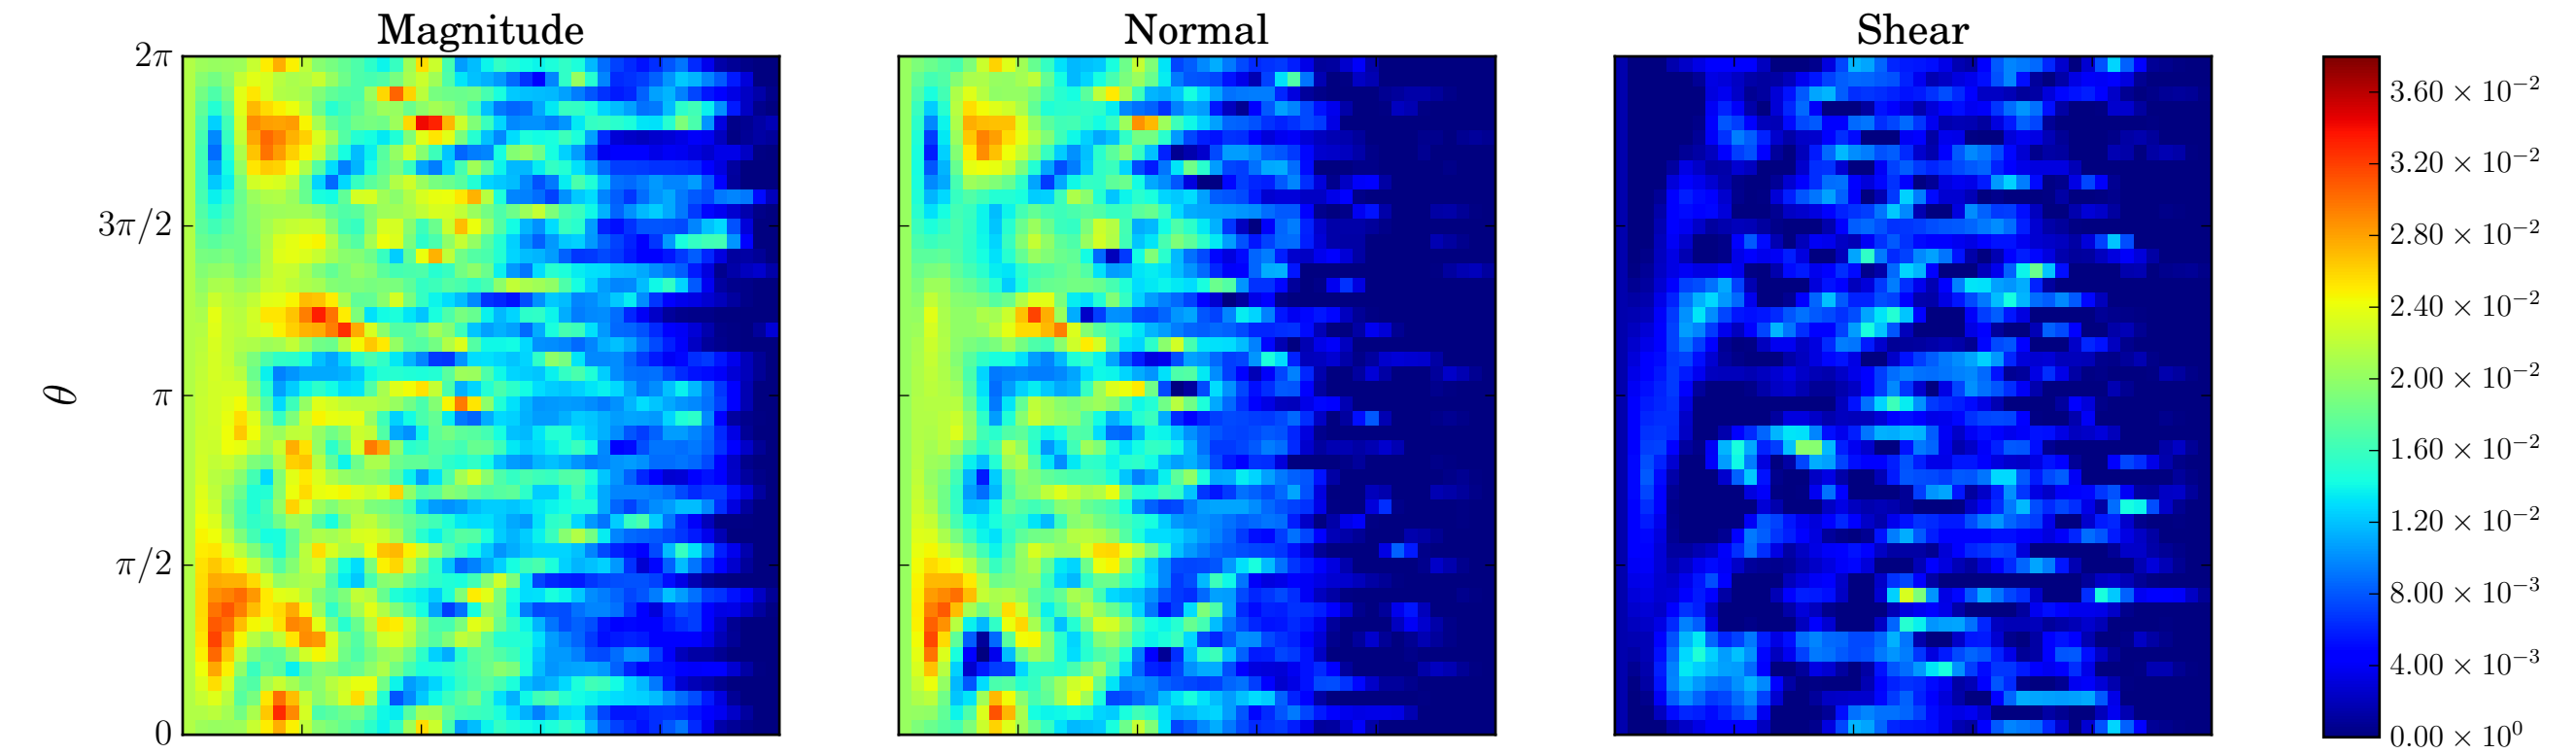 Magnitude
Normal
Shear
2π
3π/2
π
π/2
0
θ
3.60 × 10⁻²
3.20 × 10⁻²
2.80 × 10⁻²
2.40 × 10⁻²
2.00 × 10⁻²
1.60 × 10⁻²
1.20 × 10⁻²
8.00 × 10⁻³
4.00 × 10⁻³
0.00 × 10⁰